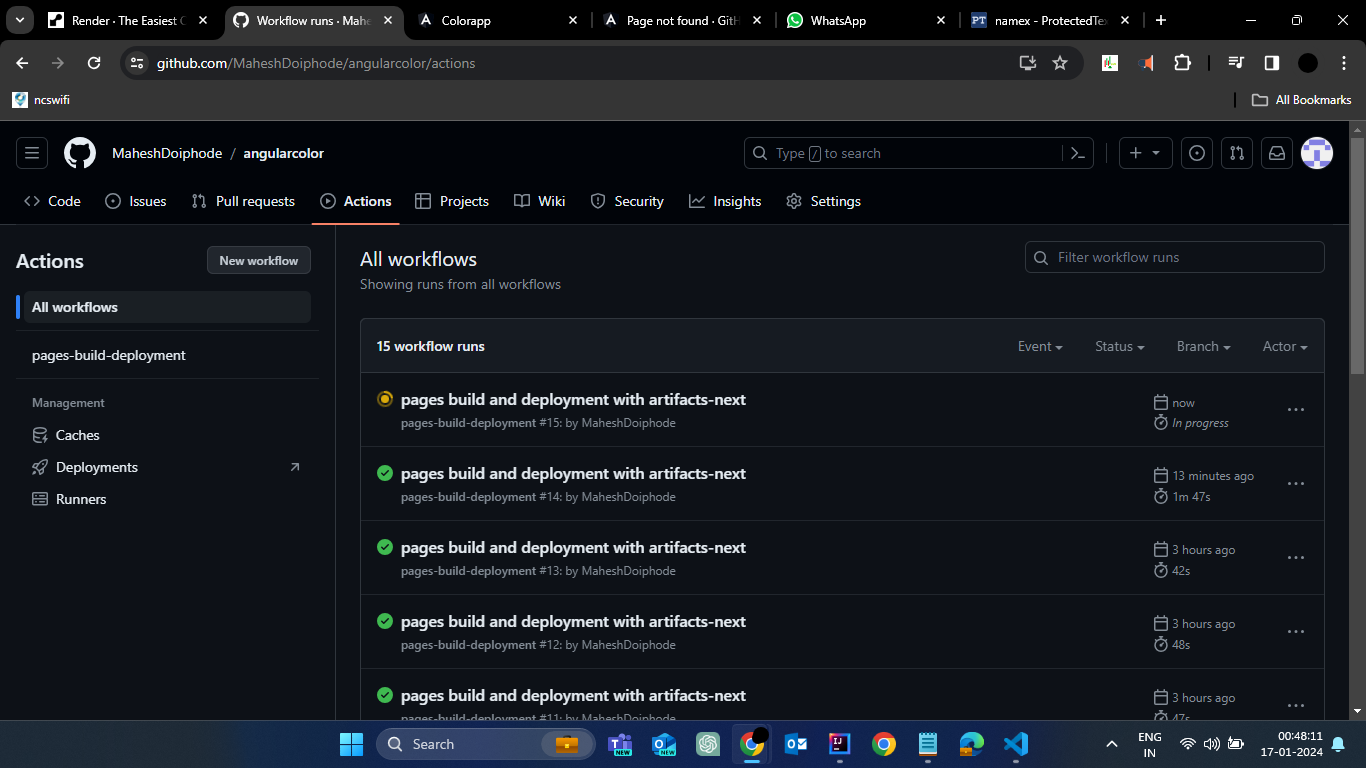 Render · The Easiest C
Workflow runs · Mahe
Colorapp
Page not found · GitH
WhatsApp
namex - ProtectedTex
github.com/MaheshDoiphode/angularcolor/actions
ncswifi
All Bookmarks
MaheshDoiphode / angularcolor
Type / to search
Code
Issues
Pull requests
Actions
Projects
Wiki
Security
Insights
Settings
Actions
New workflow
All workflows
pages-build-deployment
Management
Caches
Deployments
Runners
All workflows
Showing runs from all workflows
Filter workflow runs
15 workflow runs
Event
Status
Branch
Actor
pages build and deployment with artifacts-next
pages-build-deployment #15: by MaheshDoiphode
now
In progress
pages build and deployment with artifacts-next
pages-build-deployment #14: by MaheshDoiphode
13 minutes ago
1m 47s
pages build and deployment with artifacts-next
pages-build-deployment #13: by MaheshDoiphode
3 hours ago
42s
pages build and deployment with artifacts-next
pages-build-deployment #12: by MaheshDoiphode
3 hours ago
48s
pages build and deployment with artifacts-next
pages-build-deployment #11: by MaheshDoiphode
3 hours ago
47s
Search
ENG
IN
00:48:11
17-01-2024